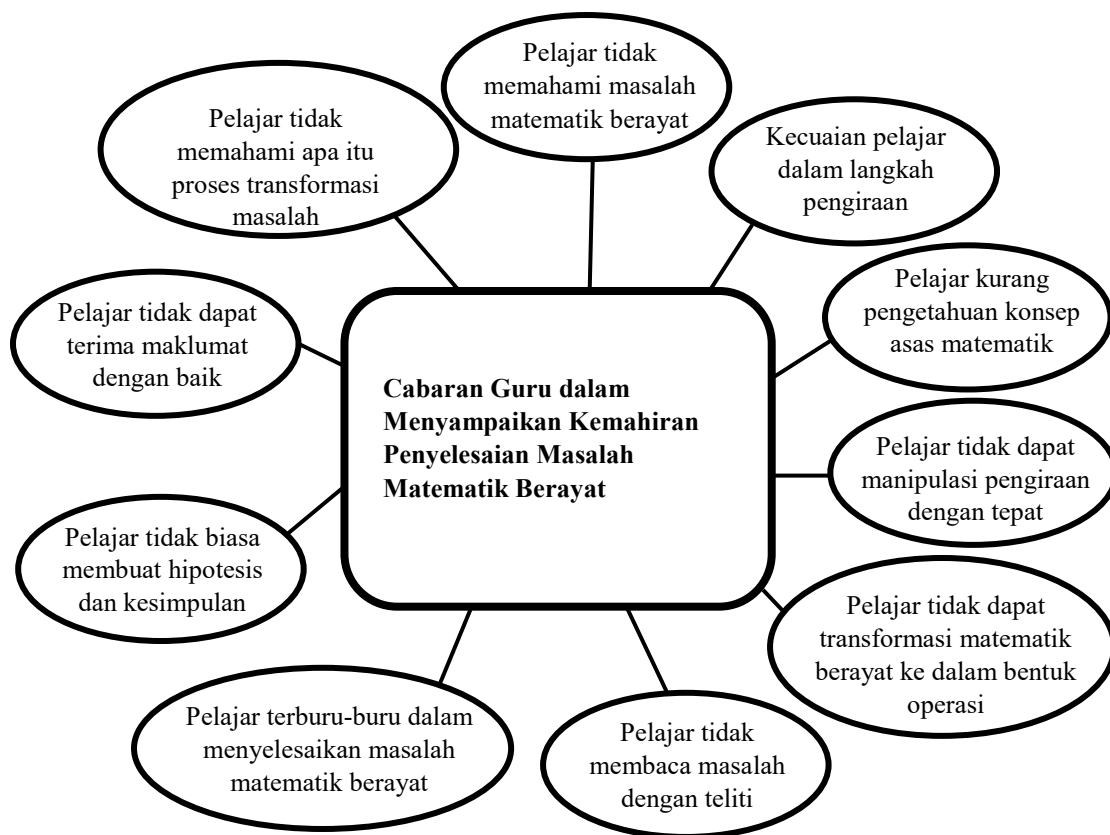 Pelajar tidak
memahami masalah
matematik berayat
Pelajar tidak
memahami apa itu
proses transformasi
masalah
Kecuaian pelajar
dalam langkah
pengiraan
Pelajar kurang
pengetahuan konsep
asas matematik
Pelajar tidak dapat
terima maklumat
dengan baik
Cabaran Guru dalam
Menyampaikan Kemahiran
Penyelesaian Masalah
Matematik Berayat
Pelajar tidak dapat
manipulasi pengiraan
dengan tepat
Pelajar tidak biasa
membuat hipotesis
dan kesimpulan
Pelajar tidak dapat
transformasi matematik
berayat ke dalam bentuk
operasi
Pelajar terburu-buru dalam
menyelesaikan masalah
matematik berayat
Pelajar tidak
membaca masalah
dengan teliti